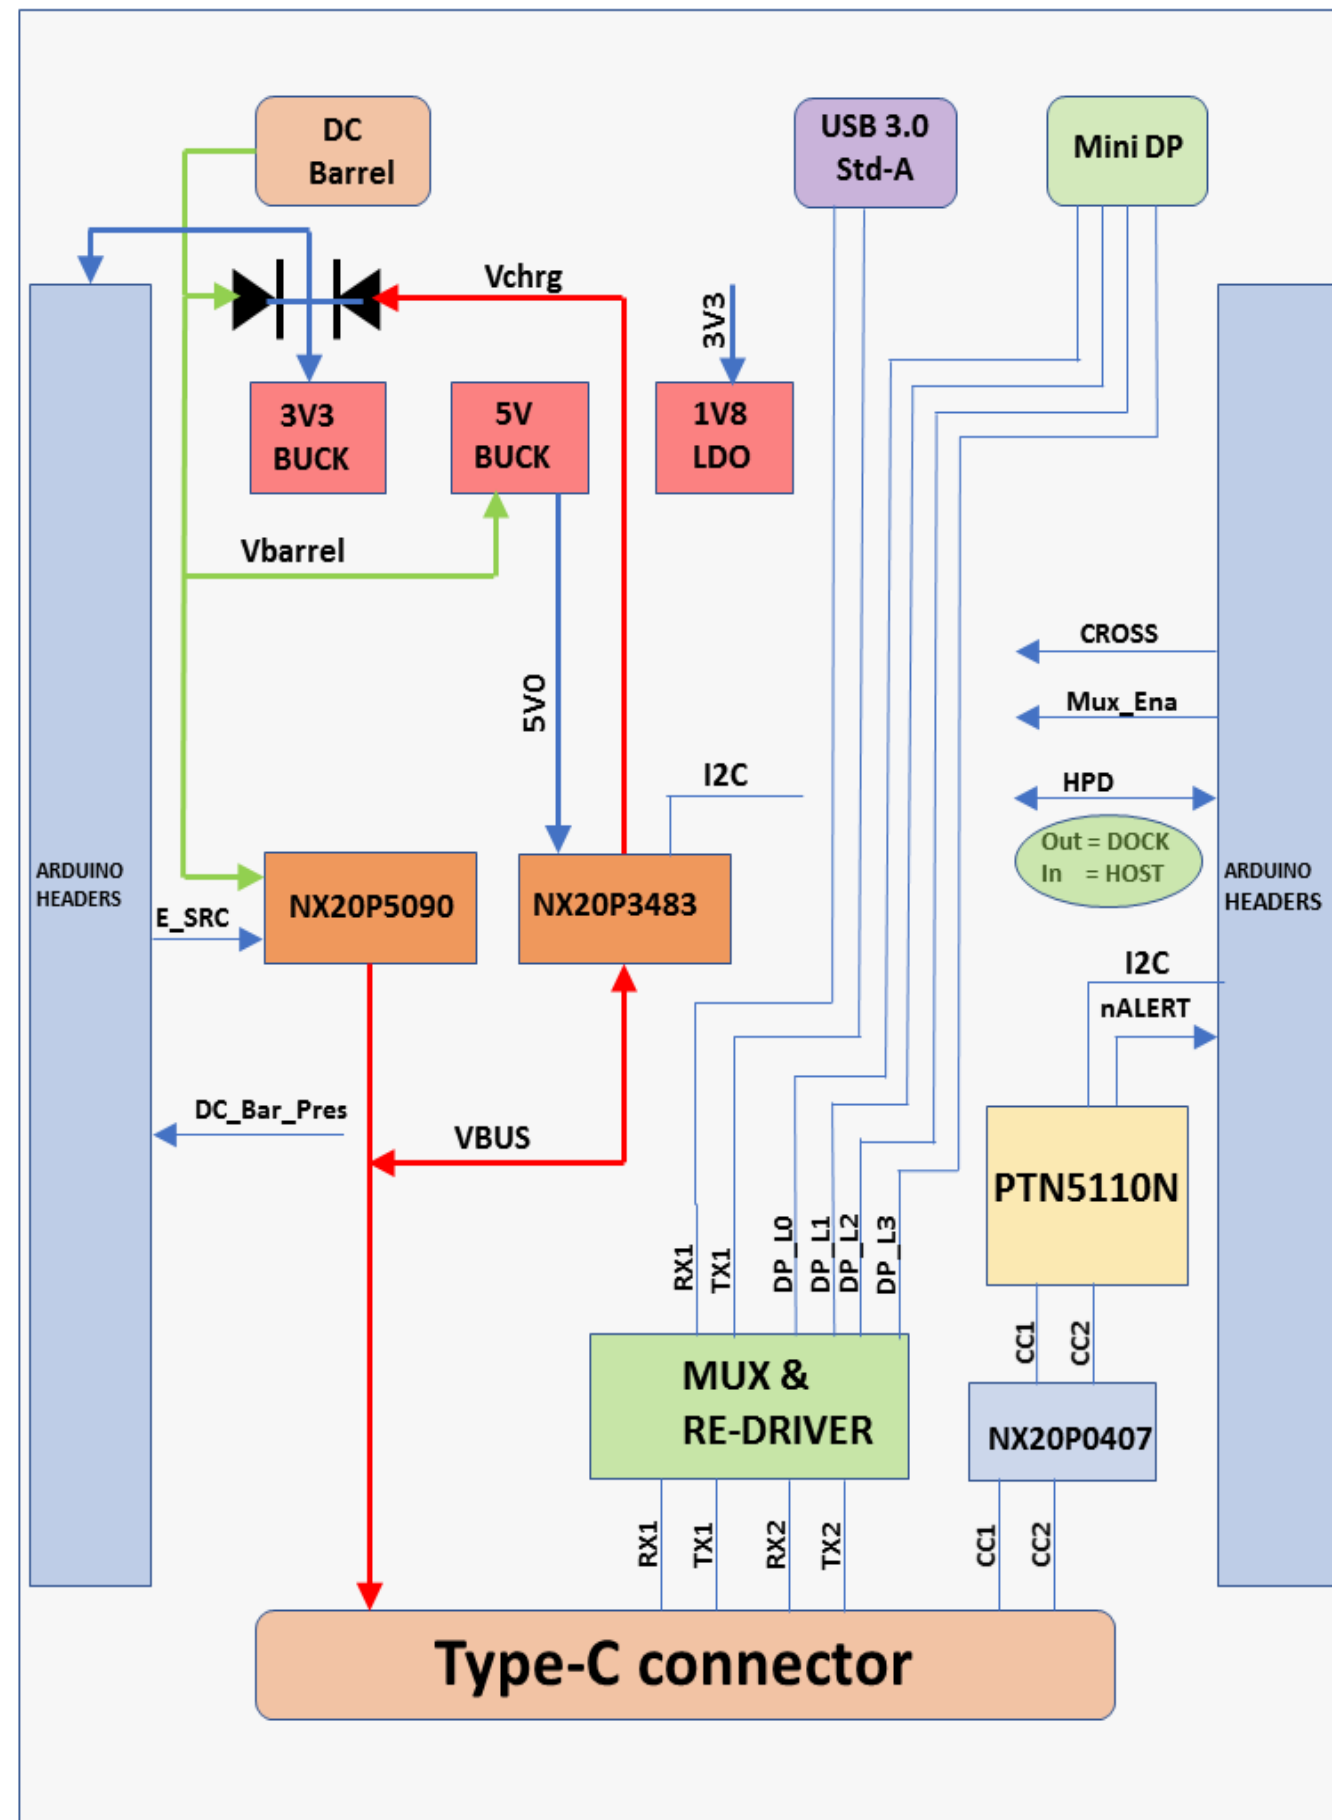 DC
Barrel
USB 3.0
Std-A
Mini DP
Vchrg
3V3
3V3
BUCK
5V
BUCK
1V8
LDO
Vbarrel
CROSS
5VO
Mux_Ena
I2C
HPD
Out = DOCK
In = HOST
ARDUINO
HEADERS
NX20P5090
NX20P3483
ARDUINO
HEADERS
E_SRC
I2C
nALERT
DC_Bar_Pres
VBUS
PTN5110N
RX1
TX1
DP_L0
DP_L1
DP_L2
DP_L3
CC1
CC2
MUX &
RE-DRIVER
NX20P0407
RX1
TX1
RX2
TX2
CC1
CC2
Type-C connector